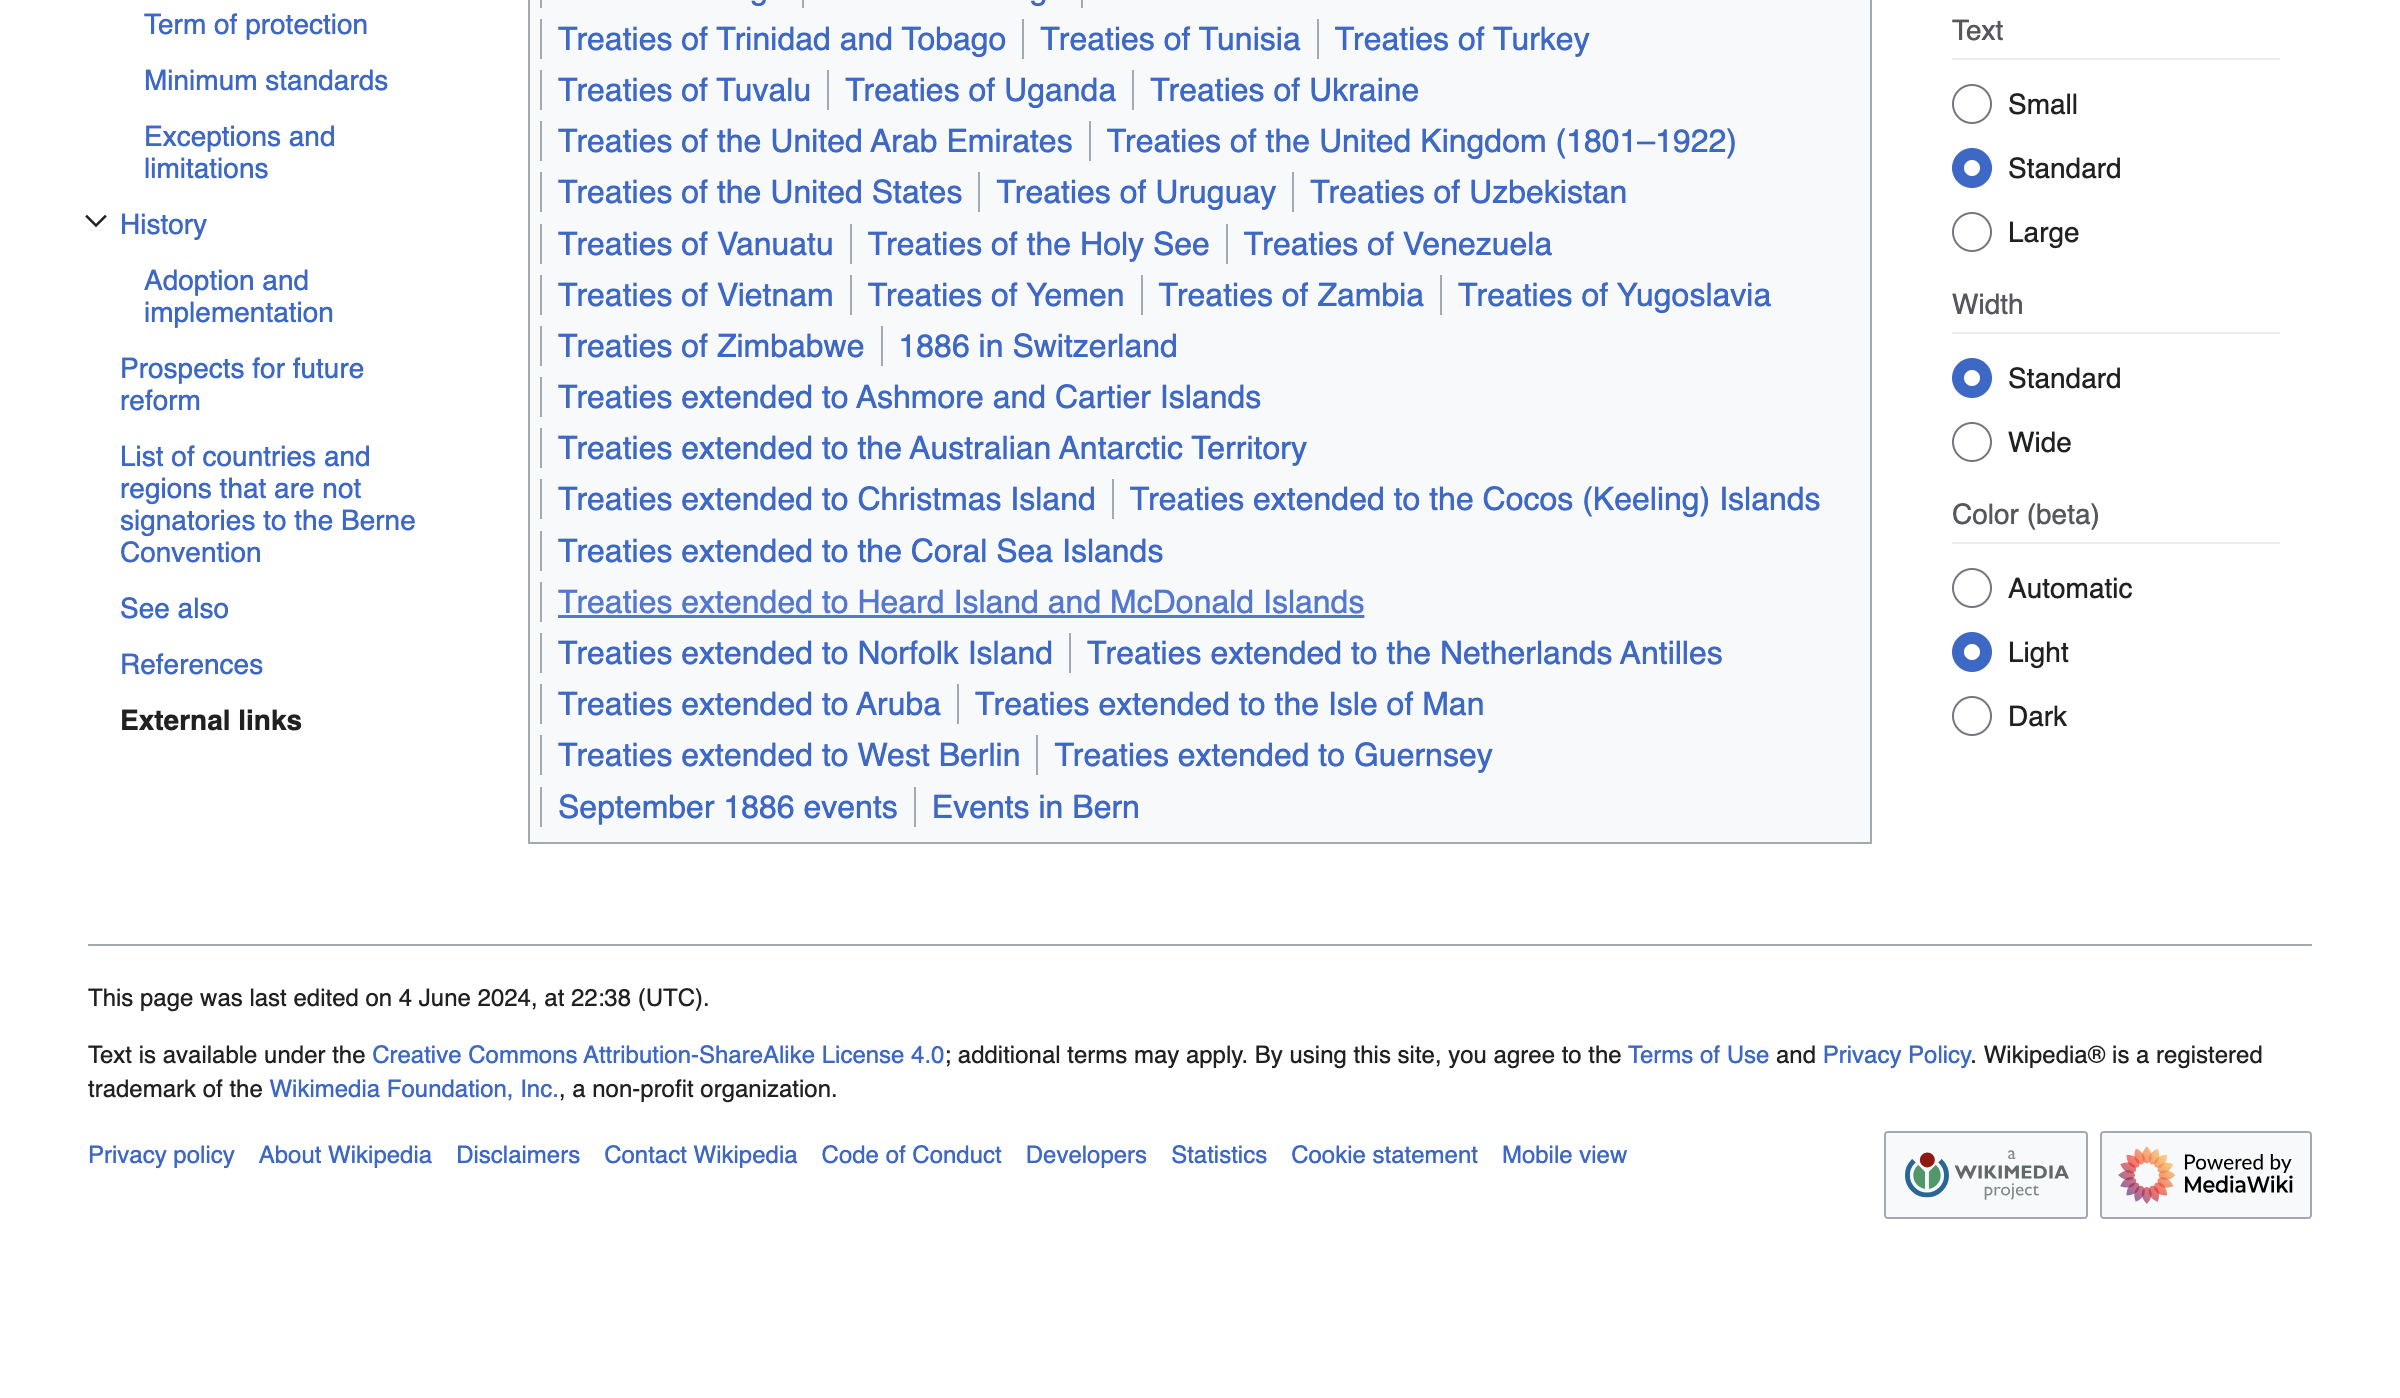 Term of protection
Minimum standards
Exceptions and
limitations
History
Adoption and
implementation
Prospects for future
reform
List of countries and
regions that are not
signatories to the Berne
Convention
See also
References
External links
Treaties of Trinidad and Tobago Treaties of Tunisia Treaties of Turkey
Treaties of Tuvalu Treaties of Uganda Treaties of Ukraine
Treaties of the United Arab Emirates Treaties of the United Kingdom (1801–1922)
Treaties of the United States Treaties of Uruguay Treaties of Uzbekistan
Treaties of Vanuatu Treaties of the Holy See Treaties of Venezuela
Treaties of Vietnam Treaties of Yemen Treaties of Zambia Treaties of Yugoslavia
Treaties of Zimbabwe 1886 in Switzerland
Treaties extended to Ashmore and Cartier Islands
Treaties extended to the Australian Antarctic Territory
Treaties extended to Christmas Island Treaties extended to the Cocos (Keeling) Islands
Treaties extended to the Coral Sea Islands
Treaties extended to Heard Island and McDonald Islands
Treaties extended to Norfolk Island Treaties extended to the Netherlands Antilles
Treaties extended to Aruba Treaties extended to the Isle of Man
Treaties extended to West Berlin Treaties extended to Guernsey
September 1886 events Events in Bern
Text
Small
Standard
Large
Width
Standard
Wide
Color (beta)
Automatic
Light
Dark
This page was last edited on 4 June 2024, at 22:38 (UTC).
Text is available under the Creative Commons Attribution-ShareAlike License 4.0; additional terms may apply. By using this site, you agree to the Terms of Use and Privacy Policy. Wikipedia® is a registered
trademark of the Wikimedia Foundation, Inc., a non-profit organization.
Privacy policy About Wikipedia Disclaimers Contact Wikipedia Code of Conduct Developers Statistics Cookie statement Mobile view
a
WIKIMEDIA
project
Powered by
MediaWiki